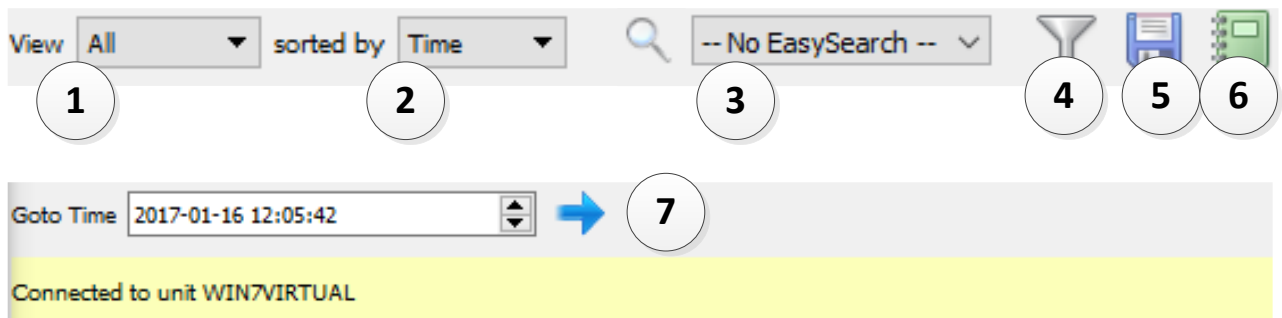 View All sorted by Time -- No EasySearch --
1 2 3 4 5 6
Goto Time 2017-01-16 12:05:42 7
Connected to unit WIN7VIRTUAL